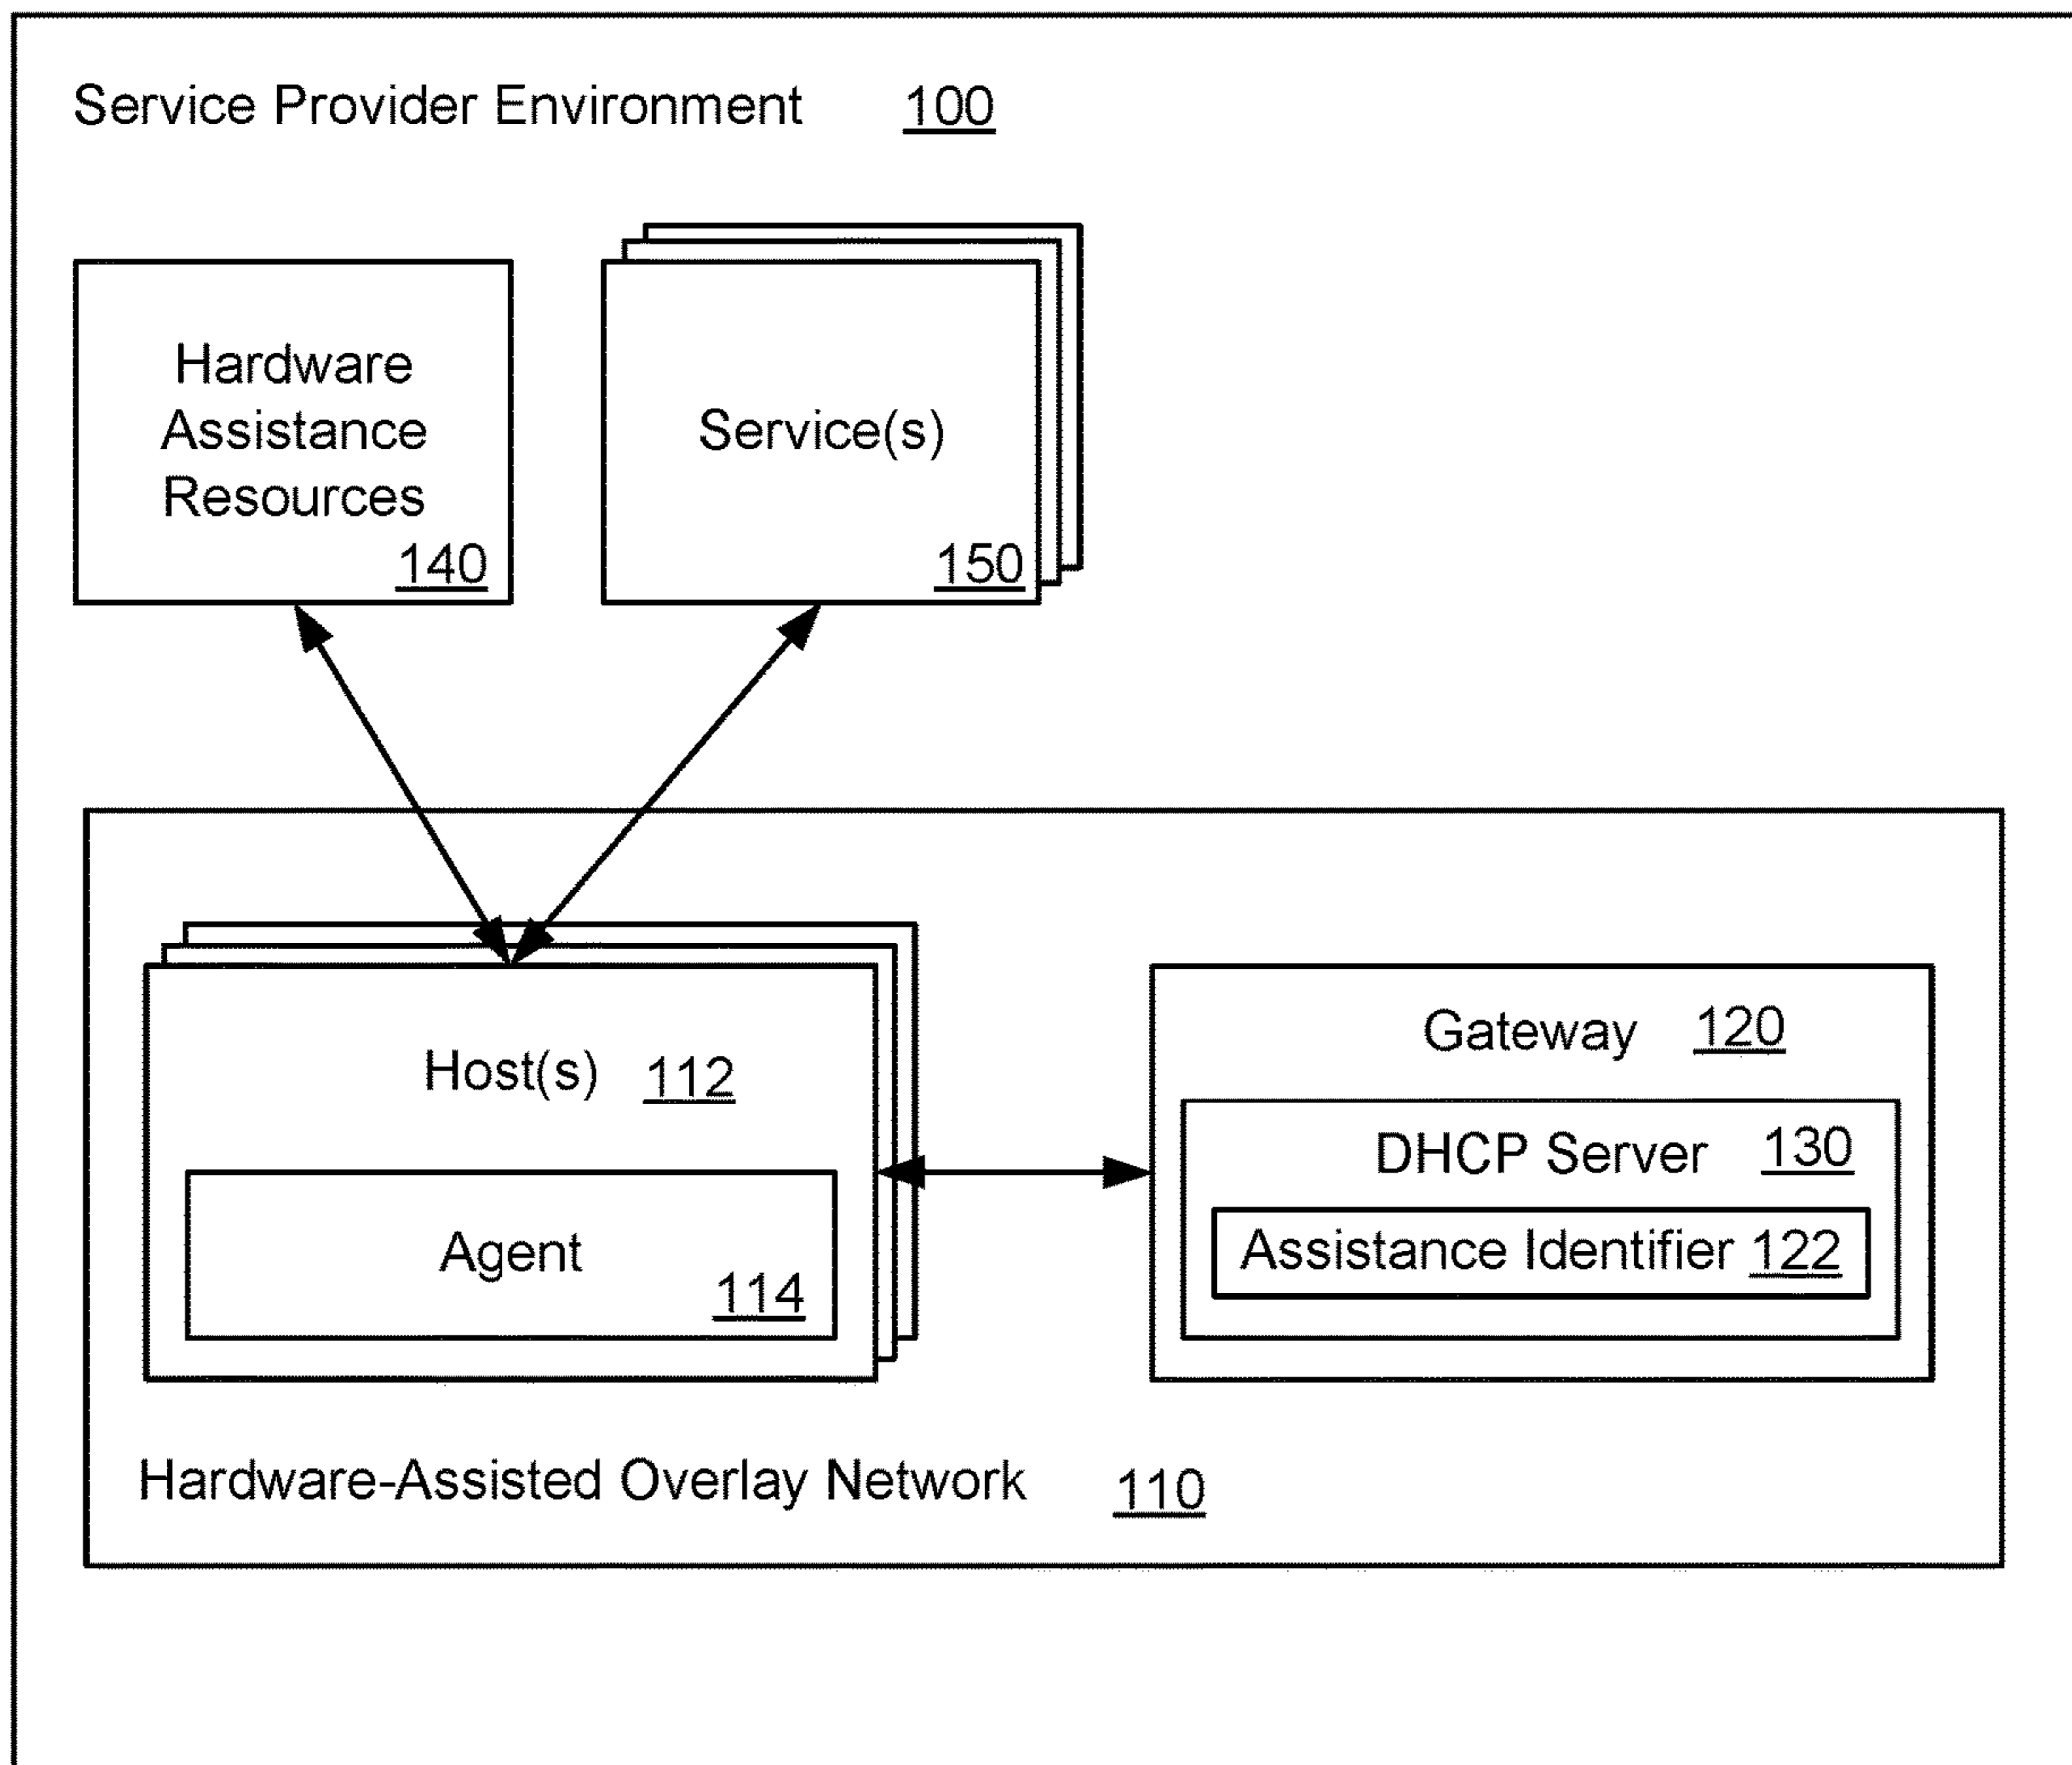 Service Provider Environment 100
Hardware
Assistance
Resources
140
Service(s)
150
Host(s) 112
Agent
114
Gateway 120
DHCP Server 130
Assistance Identifier 122
Hardware-Assisted Overlay Network 110